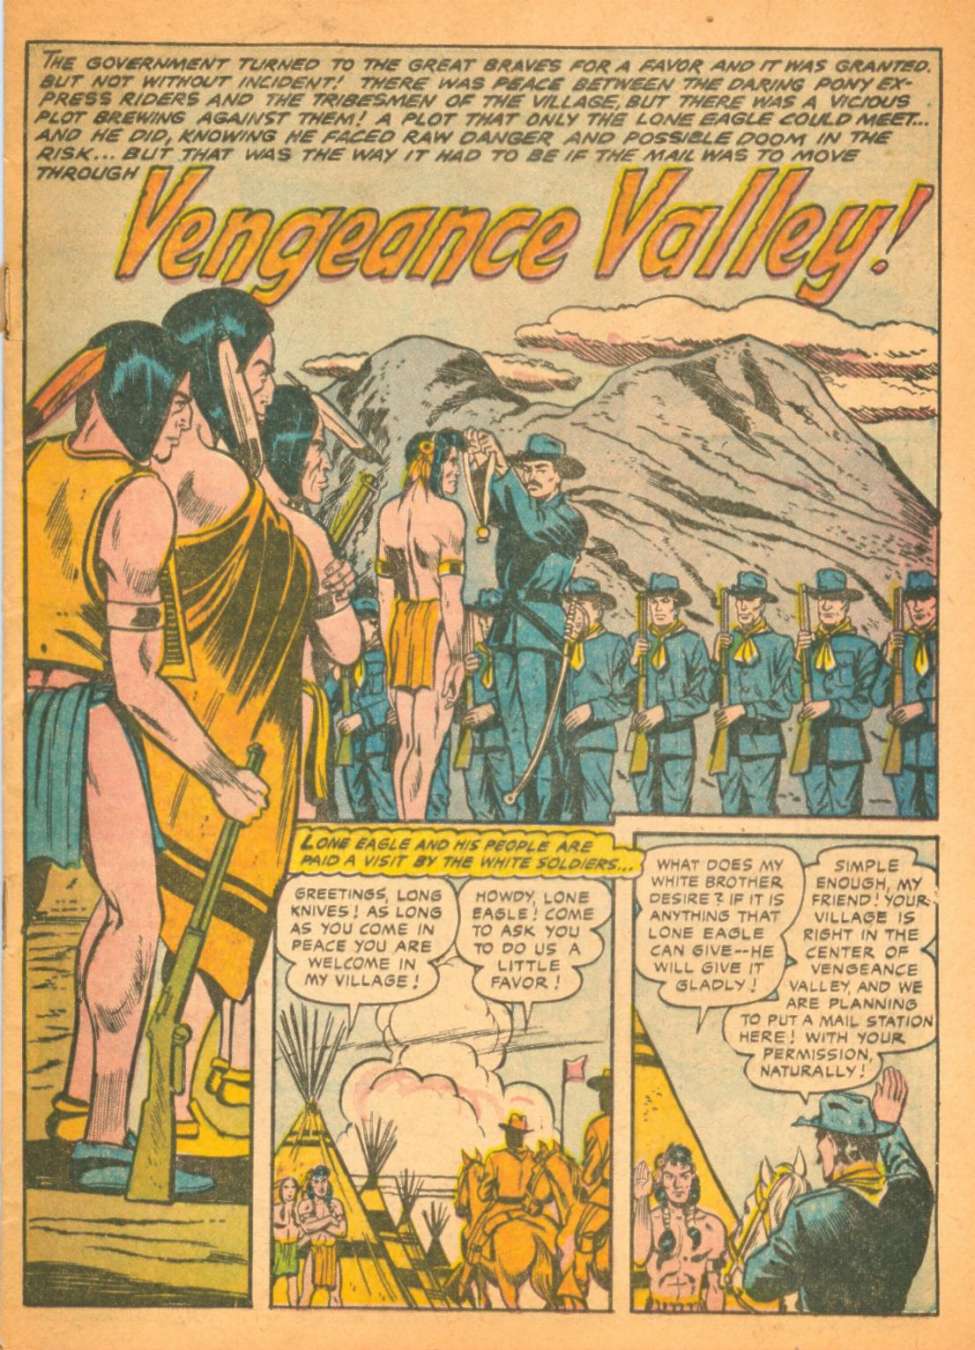 THE GOVERNMENT TURNED TO THE GREAT BRAVES FOR A FAVOR AND IT WAS GRANTED.
BUT NOT WITHOUT INCIDENT! THERE WAS PEACE BETWEEN THE DARING PONY EX-
PRESS RIDERS AND THE TRIBESMEN OF THE VILLAGE, BUT THERE WAS A VICIOUS
PLOT BREWING AGAINST THEM! A PLOT THAT ONLY THE LONE EAGLE COULD MEET...
AND HE DID, KNOWING HE FACED RAW DANGER AND POSSIBLE DOOM IN THE
RISK... BUT THAT WAS THE WAY IT HAD TO BE IF THE MAIL WAS TO MOVE
THROUGH
Vengeance Valley!
LONE EAGLE AND HIS PEOPLE ARE
PAID A VISIT BY THE WHITE SOLDIERS...
GREETINGS, LONG
KNIVES! AS LONG
AS YOU COME IN
PEACE YOU ARE
WELCOME IN
MY VILLAGE!
HOWDY, LONE
EAGLE! COME
TO ASK YOU
TO DO US A
LITTLE
FAVOR!
WHAT DOES MY
WHITE BROTHER
DESIRE? IF IT IS
ANYTHING THAT
LONE EAGLE
CAN GIVE--HE
WILL GIVE IT
GLADLY!
SIMPLE
ENOUGH, MY
FRIEND! YOUR
VILLAGE IS
RIGHT IN THE
CENTER OF
VENGEANCE
VALLEY, AND WE
ARE PLANNING
TO PUT A MAIL STATION
HERE! WITH YOUR
PERMISSION,
NATURALLY!